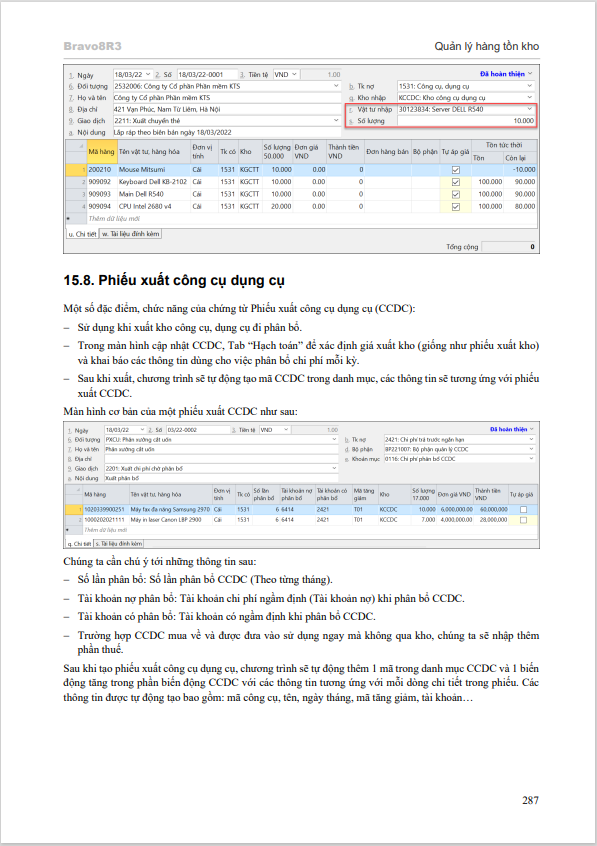 Bravo8R3 Quản lý hàng tồn kho
1. Ngày 18/03/22 2. Số 18/03/22-0001 3. Tiền tệ VND 1.00 Đã hoàn thiện
6. Đối tượng 2532006: Công ty Cổ Phần Phần mềm KTS b. Tk nợ 1531: Công cụ, dụng cụ
7. Họ và tên Công ty Cổ Phần Phần mềm KTS g. Kho nhập KCCDC: Kho công cụ dụng cụ
8. Địa chỉ 421 Vạn Phúc, Nam Từ Liêm, Hà Nội Vật tư nhập 30123834: Server DELL R540
9. Giao dịch 2211: Xuất chuyển thẻ Số lượng 10.000
a. Nội dung Lắp ráp theo biên bản ngày 18/03/2022
Mã hàng Tên vật tư, hàng hóa Đơn vị tính Tk có Kho Số lượng 50.000 Đơn giá VND Thành tiền VND Đơn hàng bán Bộ phận Tự áp giá Tồn tức thời Tồn Còn lại
1 200210 Mouse Mitsumi Cái 1531 KGCTT 10.000 0.00 0 -10.000
2 909092 Keyboard Dell KB-2102 Cái 1531 KGCTT 10.000 0.00 0 100.000 90.000
3 909093 Main Dell R540 Cái 1531 KGCTT 10.000 0.00 0 100.000 90.000
4 909094 CPU Intel 2680 v4 Cái 1531 KGCTT 20.000 0.00 0 100.000 80.000
Thêm dữ liệu mới
u. Chi tiết w. Tài liệu đính kèm
Tổng cộng 0
15.8. Phiếu xuất công cụ dụng cụ
Một số đặc điểm, chức năng của chứng từ Phiếu xuất công cụ dụng cụ (CCDC):
– Sử dụng khi xuất kho công cụ, dụng cụ đi phân bổ.
– Trong màn hình cập nhật CCDC, Tab “Hạch toán” để xác định giá xuất kho (giống như phiếu xuất kho)
và khai báo các thông tin dùng cho việc phân bổ chi phí mỗi kỳ.
– Sau khi xuất, chương trình sẽ tự động tạo mã CCDC trong danh mục, các thông tin sẽ tương ứng với phiếu
xuất CCDC.
Màn hình cơ bản của một phiếu xuất CCDC như sau:
1. Ngày 18/03/22 2. Số 03/22-0002 3. Tiền tệ VND 1.00 Đã hoàn thiện
6. Đối tượng PXCU: Phân xưởng cắt uốn b. Tk nợ 2421: Chi phí trả trước ngắn hạn
7. Họ và tên Phân xưởng cắt uốn d. Bộ phận BP221007: Bộ phận quản lý CCDC
8. Địa chỉ e. Khoản mục 0116: Chi phí phân bổ CCDC
9. Giao dịch 2201: Xuất chi phí chờ phân bổ
a. Nội dung Xuất phân bổ
Mã hàng Tên vật tư, hàng hóa Đơn vị tính Tk có Số lần phân bổ Tài khoản nợ phân bổ Tài khoản có phân bổ Mã tăng giảm Kho Số lượng 17.000 Đơn giá VND Thành tiền VND Tự áp giá
1 1020339900251 Máy fax đa năng Samsung 2970 Cái 1531 6 6414 2421 T01 KCCDC 10.000 6,000,000.00 60,000,000
2 1000202021111 Máy in laser Canon LBP 2900 Cái 1531 6 6414 2421 T01 KCCDC 7.000 4,000,000.00 28,000,000
Thêm dữ liệu mới
q. Chi tiết s. Tài liệu đính kèm
Chúng ta cần chú ý tới những thông tin sau:
– Số lần phân bổ: Số lần phân bổ CCDC (Theo từng tháng).
– Tài khoản nợ phân bổ: Tài khoản chi phí ngầm định (Tài khoản nợ) khi phân bổ CCDC.
– Tài khoản có phân bổ: Tài khoản có ngầm định khi phân bổ CCDC.
– Trường hợp CCDC mua về và được đưa vào sử dụng ngay mà không qua kho, chúng ta sẽ nhập thêm
phần thuế.
Sau khi tạo phiếu xuất công cụ dụng cụ, chương trình sẽ tự động thêm 1 mã trong danh mục CCDC và 1 biến
động tăng trong phần biến động CCDC với các thông tin tương ứng với mỗi dòng chi tiết trong phiếu. Các
thông tin được tự động tạo bao gồm: mã công cụ, tên, ngày tháng, mã tăng giảm, tài khoản…
287